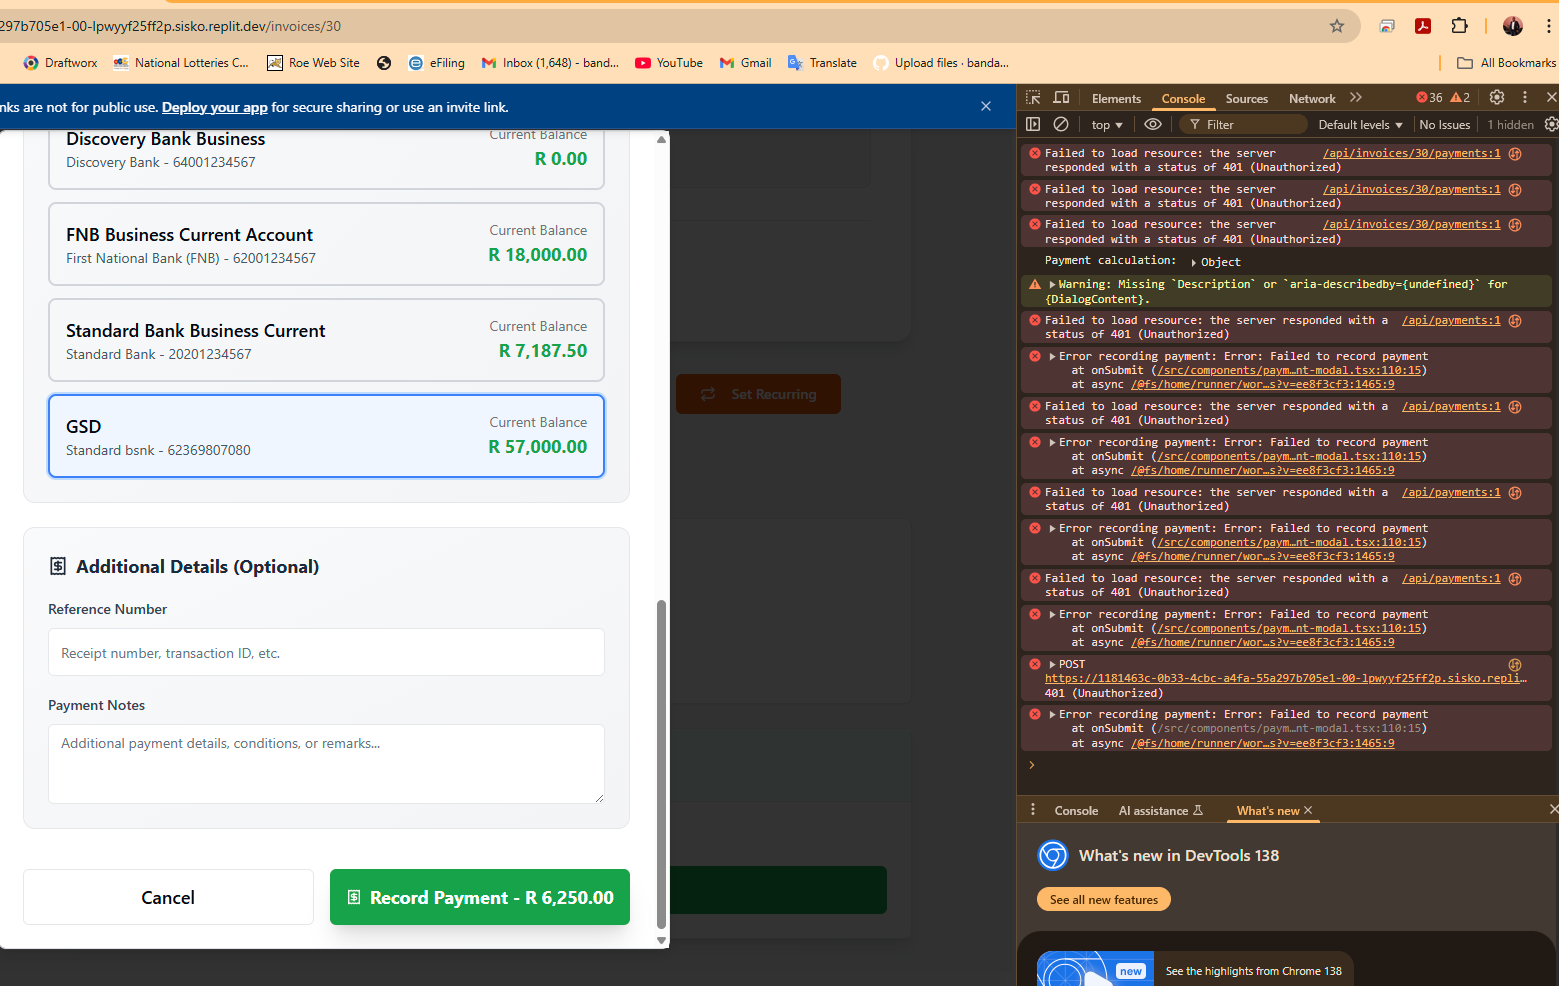 297b705e1-00-lpwyyf25ff2p.sisko.replit.dev/invoices/30
Draftworx
National Lotteries C...
Roe Web Site
eFiling
Inbox (1,648) - band...
YouTube
Gmail
Translate
Upload files · banda...
All Bookmarks
nks are not for public use. Deploy your app for secure sharing or use an invite link.
Discovery Bank Business
Current Balance
Discovery Bank - 64001234567
R 0.00
FNB Business Current Account
Current Balance
First National Bank (FNB) - 62001234567
R 18,000.00
Standard Bank Business Current
Current Balance
Standard Bank - 20201234567
R 7,187.50
GSD
Current Balance
Standard bsnk - 62369807080
R 57,000.00
Set Recurring
Additional Details (Optional)
Reference Number
Receipt number, transaction ID, etc.
Payment Notes
Additional payment details, conditions, or remarks...
Cancel
Record Payment - R 6,250.00
Elements
Console
Sources
Network
36
2
top
Filter
Default levels
No Issues
1 hidden
Failed to load resource: the server /api/invoices/30/payments:1
responded with a status of 401 (Unauthorized)
Failed to load resource: the server /api/invoices/30/payments:1
responded with a status of 401 (Unauthorized)
Failed to load resource: the server /api/invoices/30/payments:1
responded with a status of 401 (Unauthorized)
Payment calculation: Object
Warning: Missing `Description` or `aria-describedby={undefined}` for
{DialogContent}.
Failed to load resource: the server responded with a /api/payments:1
status of 401 (Unauthorized)
Error recording payment: Error: Failed to record payment
at onSubmit (/src/components/paym…nt-modal.tsx:110:15)
at async /@fs/home/runner/wor…s?v=ee8f3cf3:1465:9
Failed to load resource: the server responded with a /api/payments:1
status of 401 (Unauthorized)
Error recording payment: Error: Failed to record payment
at onSubmit (/src/components/paym…nt-modal.tsx:110:15)
at async /@fs/home/runner/wor…s?v=ee8f3cf3:1465:9
Failed to load resource: the server responded with a /api/payments:1
status of 401 (Unauthorized)
Error recording payment: Error: Failed to record payment
at onSubmit (/src/components/paym…nt-modal.tsx:110:15)
at async /@fs/home/runner/wor…s?v=ee8f3cf3:1465:9
Failed to load resource: the server responded with a /api/payments:1
status of 401 (Unauthorized)
Error recording payment: Error: Failed to record payment
at onSubmit (/src/components/paym…nt-modal.tsx:110:15)
at async /@fs/home/runner/wor…s?v=ee8f3cf3:1465:9
POST
https://1181463c-0b33-4cbc-a4fa-55a297b705e1-00-lpwyyf25ff2p.sisko.repli…
401 (Unauthorized)
Error recording payment: Error: Failed to record payment
at onSubmit (/src/components/paym…nt-modal.tsx:110:15)
at async /@fs/home/runner/wor…s?v=ee8f3cf3:1465:9
Console
AI assistance
What's new
What's new in DevTools 138
See all new features
new
See the highlights from Chrome 138